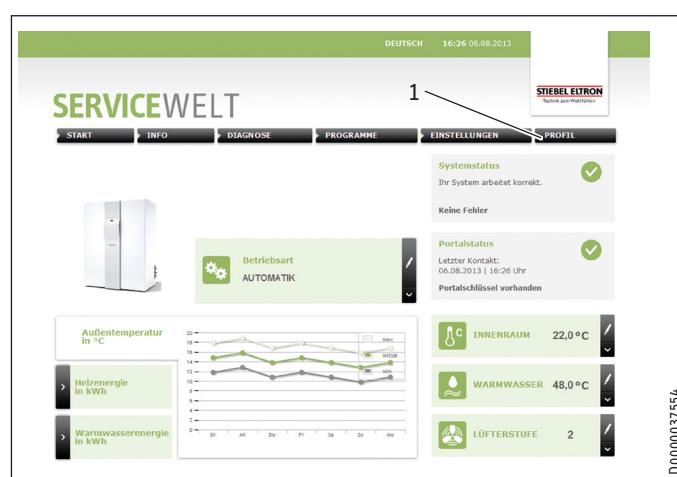 DEUTSCH 16:26 06.08.2013
STIEBEL ELTRON
Technik zum Wohlfühlen
SERVICEWELT
1
START INFO DIAGNOSE PROGRAMME EINSTELLUNGEN PROFIL
Systemstatus
Ihr System arbeitet korrekt.
Keine Fehler
Betriebsart
AUTOMATIK
Portalstatus
Letzter Kontakt:
06.08.2013 | 16:26 Uhr
Portalschlüssel vorhanden
Außentemperatur
in °C
Heizenergie
in kWh
Warmwasserenergie
in kWh
20
18
16
14
12
10
8
6
4
2
0
MAX
MITTEL
MIN
Di Mi Do Fr Sa So Mo
°C INNENRAUM 22,0 °C
WARMWASSER 48,0 °C
LÜFTERSTUFE 2
D0000037554